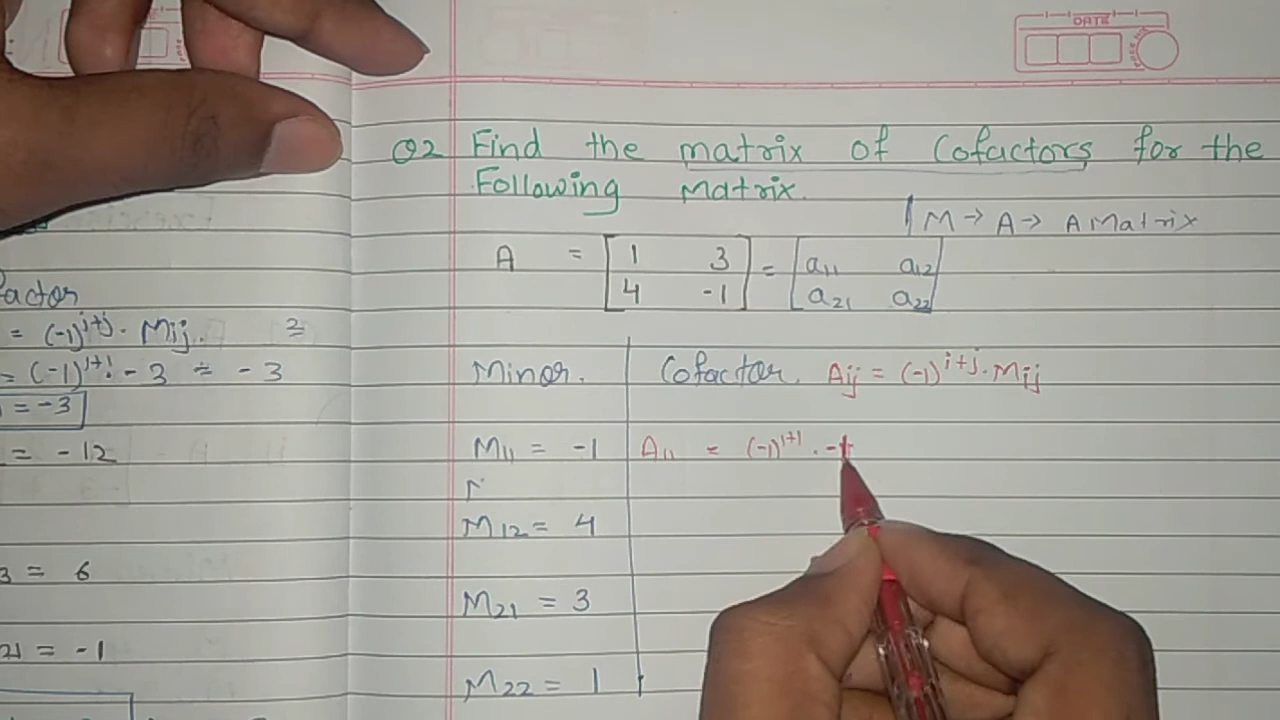 DATE
Q2 Find the matrix of Cofactors for the
Following Matrix.
M → A → A Matrix
A = [ 1 3 ] = [ a11 a12 ]
[ 4 -1 ] [ a21 a22 ]
Minor. Cofactor. Aij = (-1)^i+j . Mij
M11 = -1 A11 = (-1)^1+1 . -1
M12 = 4
M21 = 3
M22 = 1
actor
= (-1)^i+j . Mij.
= (-1)^1+1 - 3 = -3
= -3
= -12
3 = 6
21 = -1